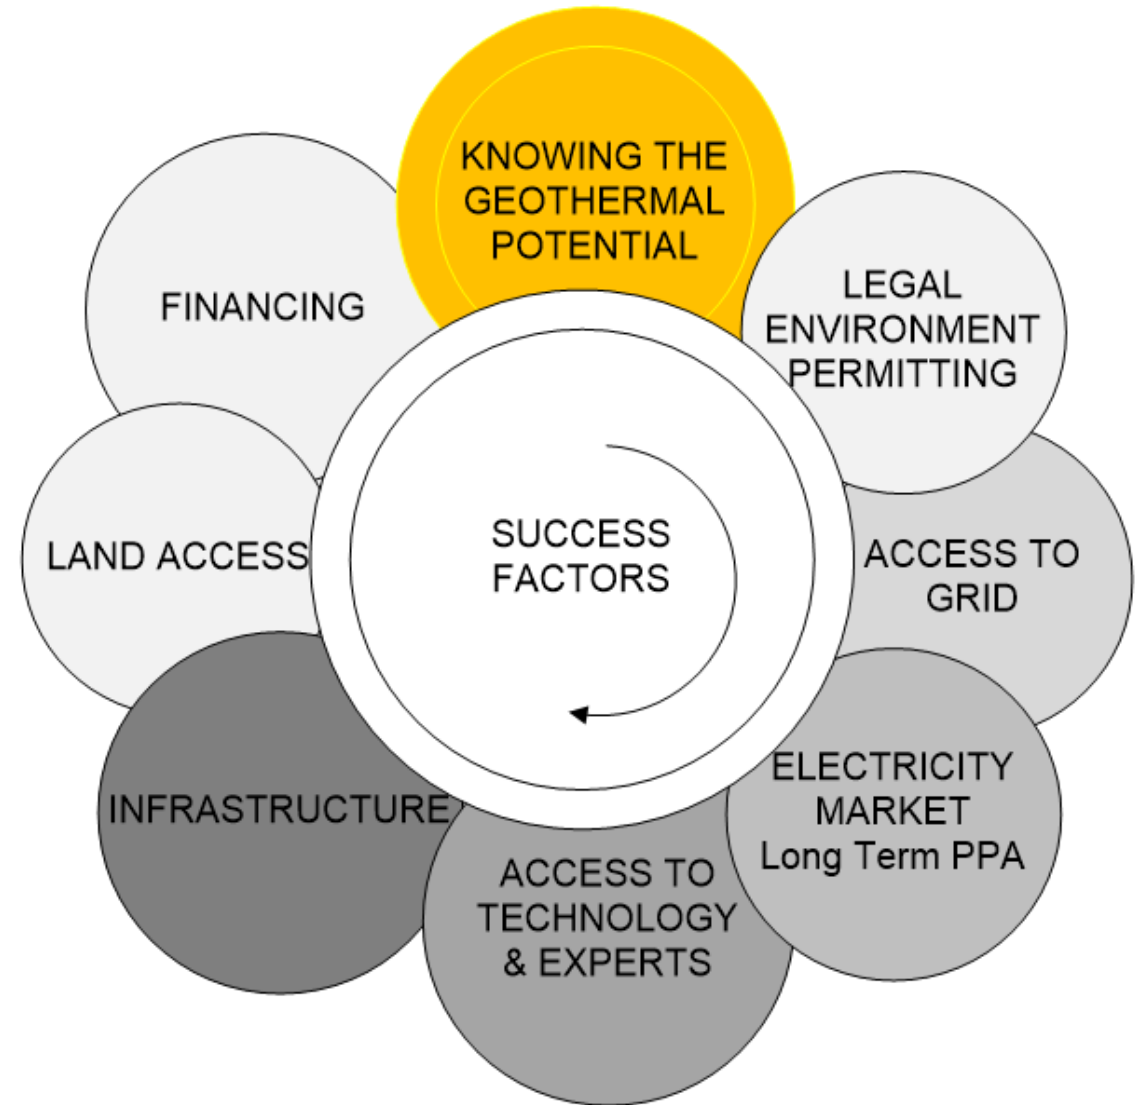 KNOWING THE
GEOTHERMAL
POTENTIAL
LEGAL
ENVIRONMENT
PERMITTING
ACCESS TO
GRID
ELECTRICITY
MARKET
Long Term PPA
ACCESS TO
TECHNOLOGY
& EXPERTS
INFRASTRUCTURE
LAND ACCESS
FINANCING
SUCCESS
FACTORS